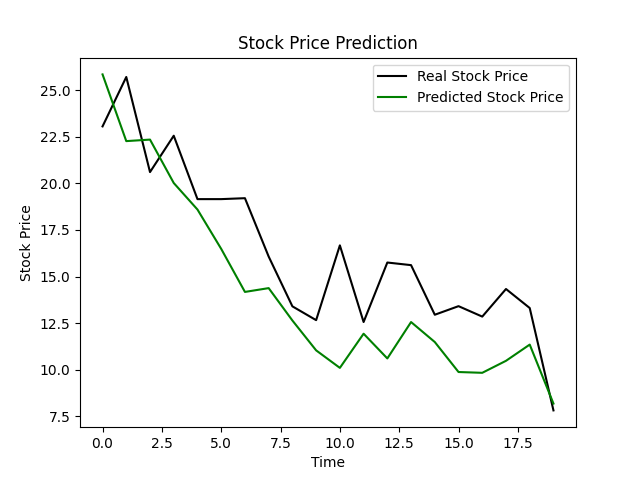 Stock Price Prediction
Real Stock Price
Predicted Stock Price
Stock Price
25.0
22.5
20.0
17.5
15.0
12.5
10.0
7.5
0.0 2.5 5.0 7.5 10.0 12.5 15.0 17.5
Time